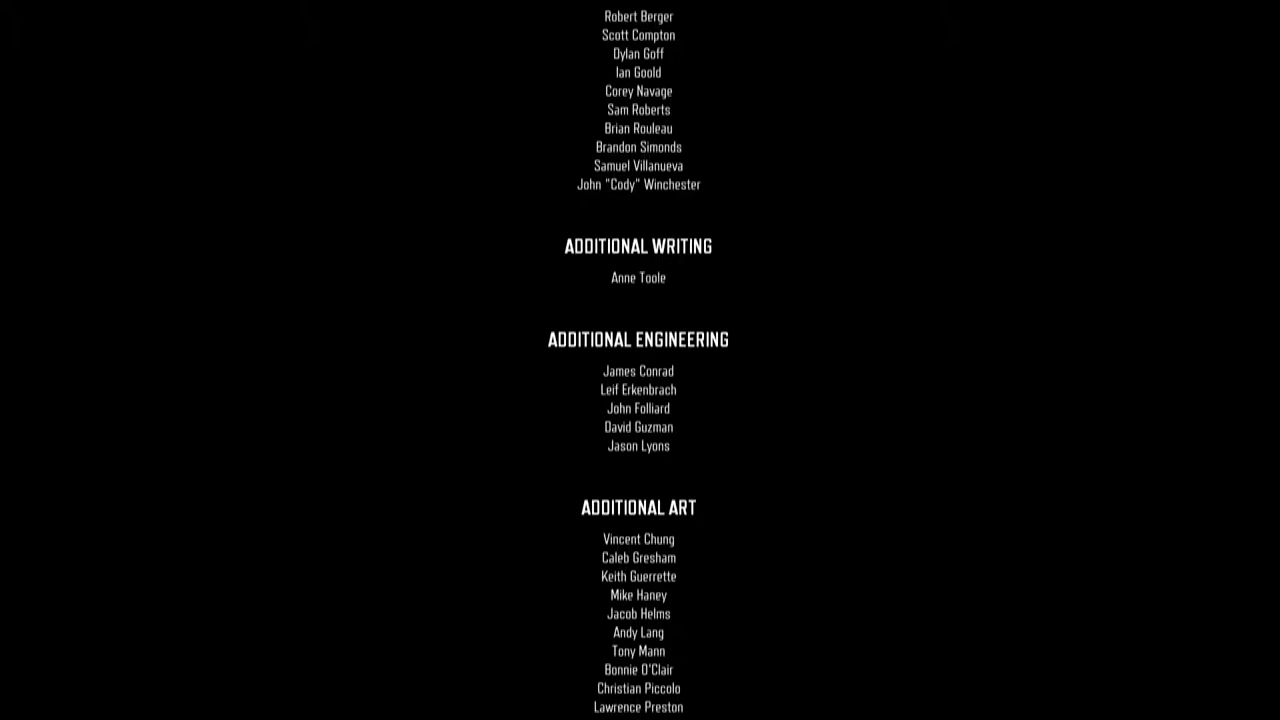 Robert Berger
Scott Compton
Dylan Goff
Ian Goold
Corey Navage
Sam Roberts
Brian Rouleau
Brandon Simonds
Samuel Villanueva
John "Cody" Winchester
ADDITIONAL WRITING
Anne Toole
ADDITIONAL ENGINEERING
James Conrad
Leif Erkenbrach
John Folliard
David Guzman
Jason Lyons
ADDITIONAL ART
Vincent Chung
Caleb Gresham
Keith Guerrette
Mike Haney
Jacob Helms
Andy Lang
Tony Mann
Bonnie O'Clair
Christian Piccolo
Lawrence Preston